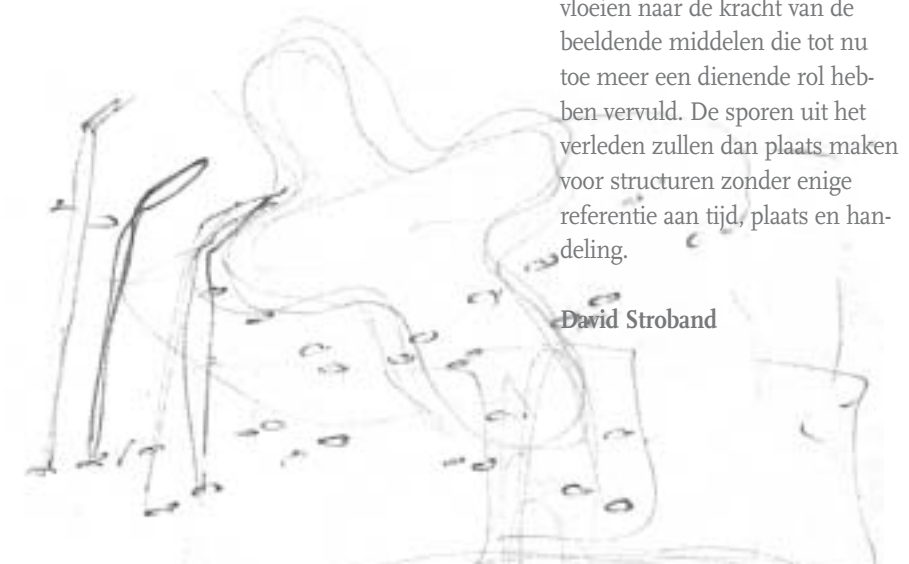 vloeien naar de kracht van de
beeldende middelen die tot nu
toe meer een dienende rol heb-
ben vervuld. De sporen uit het
verleden zullen dan plaats maken
voor structuren zonder enige
referentie aan tijd, plaats en han-
deling.
David Stroband